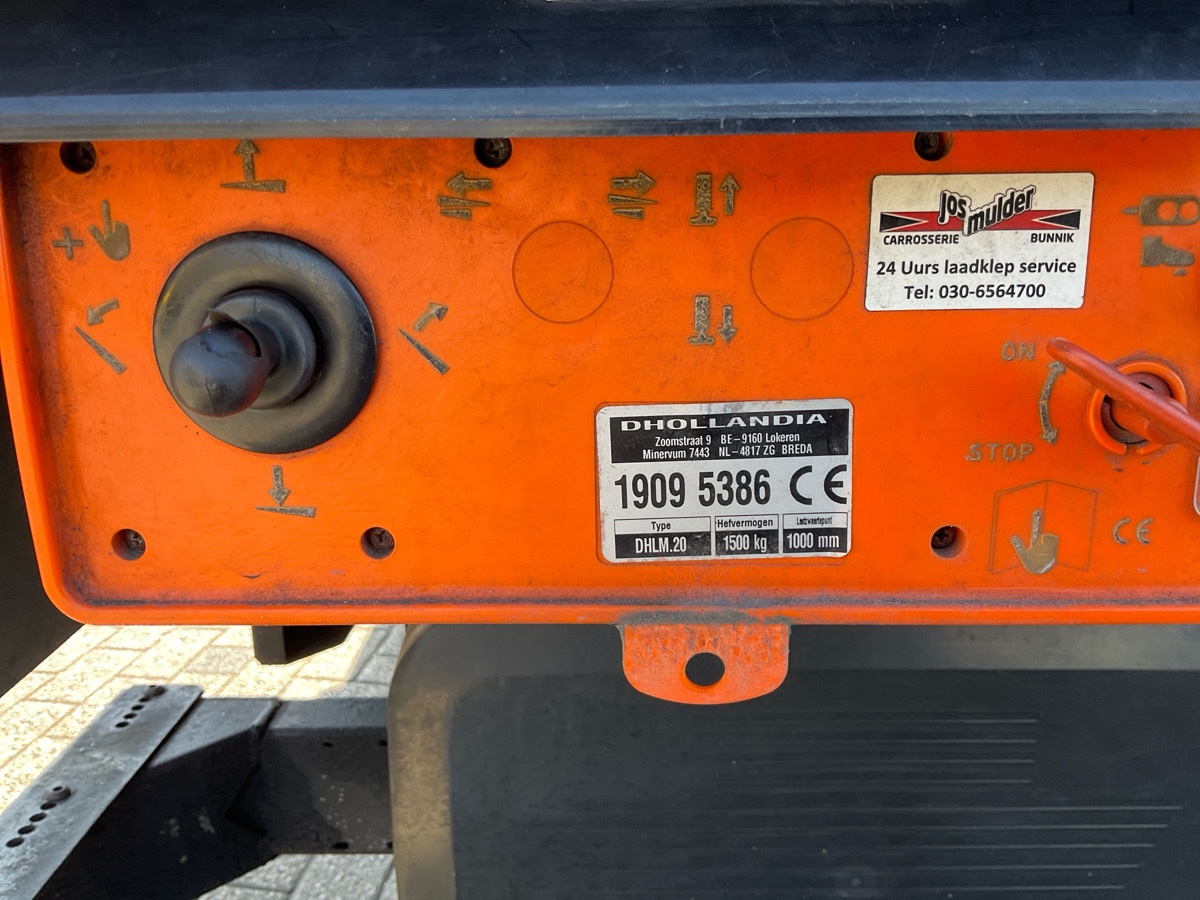 Jos mulder
CARROSSERIE BUNNIK
24 Uurs laadklep service
Tel: 030-6564700
ON
STOP
DHOLLANDIA
Zoomstraat 9 BE-9160 Lokeren
Minervum 7443 NL-4817 ZG BREDA
1909 5386 CE
Type Hefvermogen Lastzwaartepunt
DHLM.20 1500 kg 1000 mm
CE